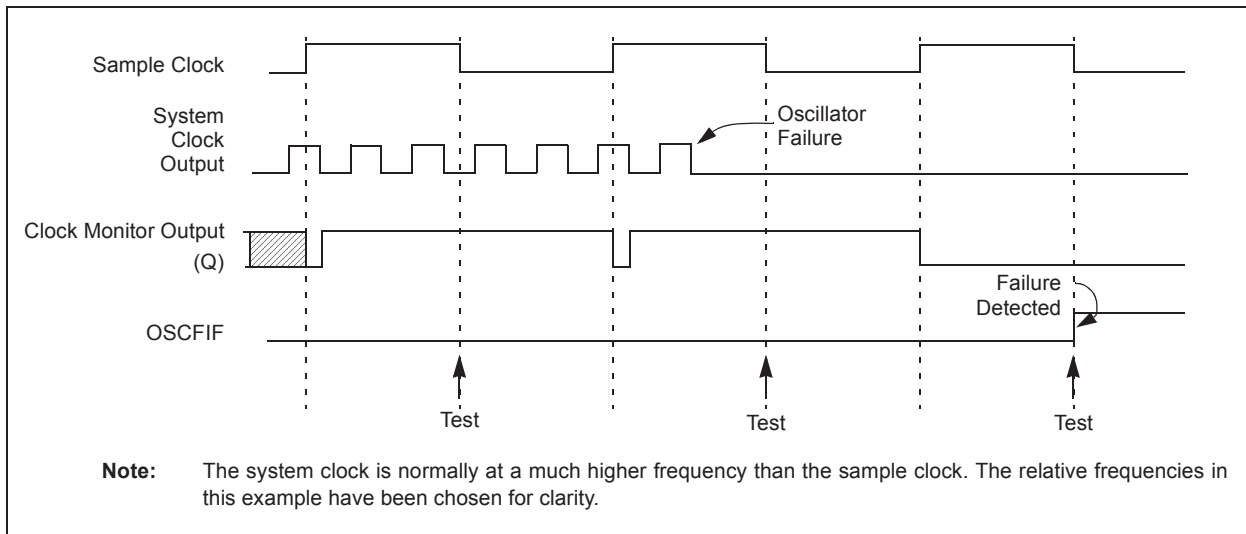 Sample Clock
System
Clock
Output
Oscillator
Failure
Clock Monitor Output
(Q)
Failure
Detected
OSCFIF
Test
Test
Test
Note: The system clock is normally at a much higher frequency than the sample clock. The relative frequencies in
this example have been chosen for clarity.